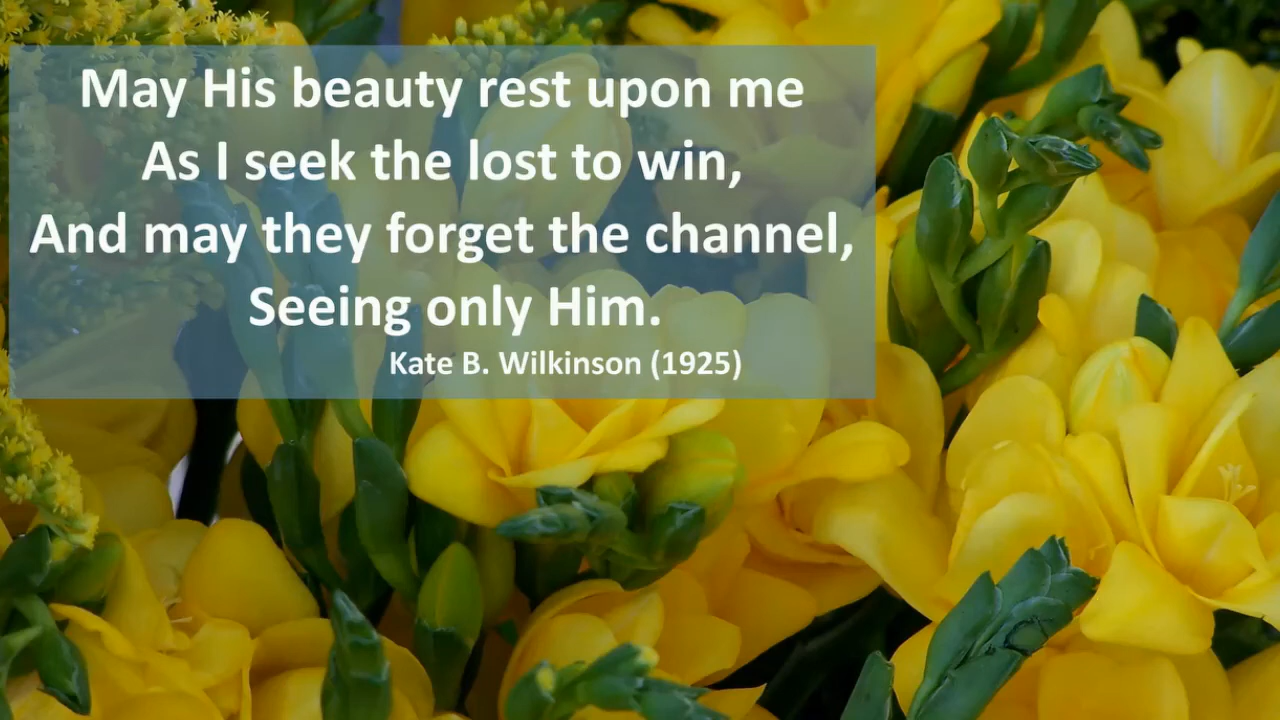 May His beauty rest upon me
As I seek the lost to win,
And may they forget the channel,
Seeing only Him.
Kate B. Wilkinson (1925)